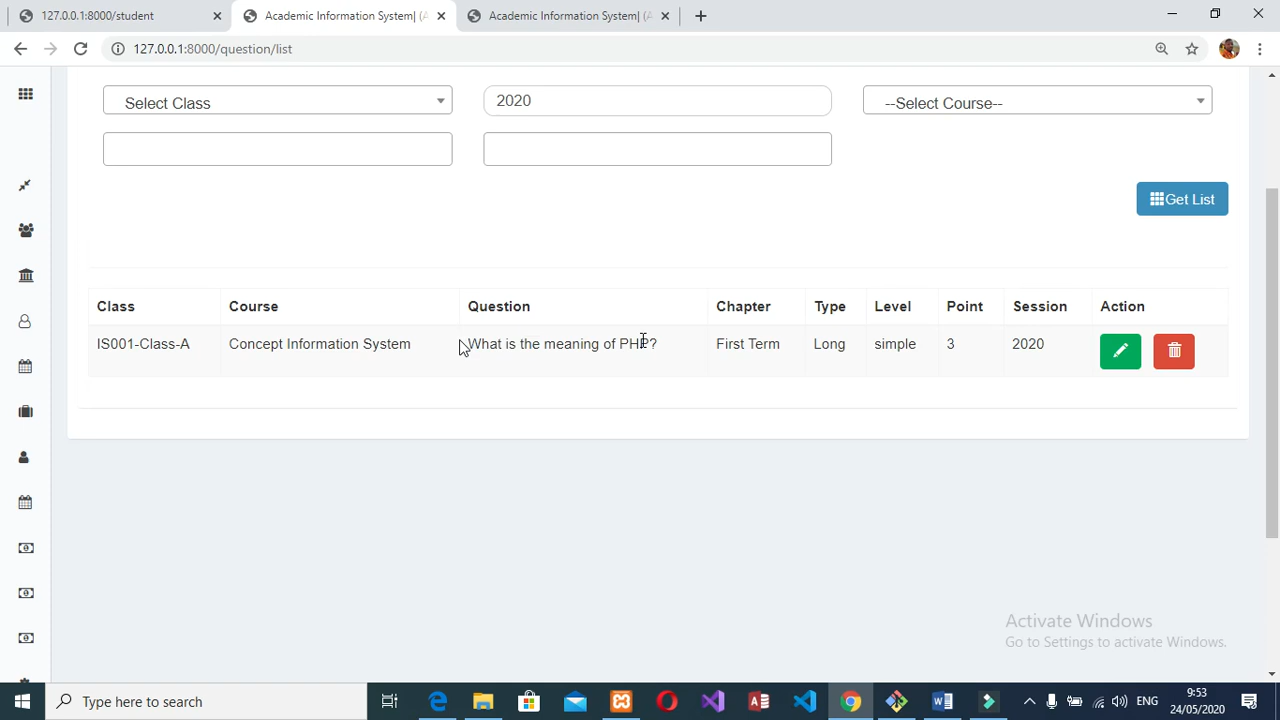 127.0.0.1:8000/student
Academic Information System| (A
Academic Information System| (A
127.0.0.1:8000/question/list
Select Class
2020
--Select Course--
Get List
Class Course Question Chapter Type Level Point Session Action
IS001-Class-A Concept Information System What is the meaning of PHP? First Term Long simple 3 2020
Activate Windows
Go to Settings to activate Windows.
Type here to search
ENG
9:53
24/05/2020